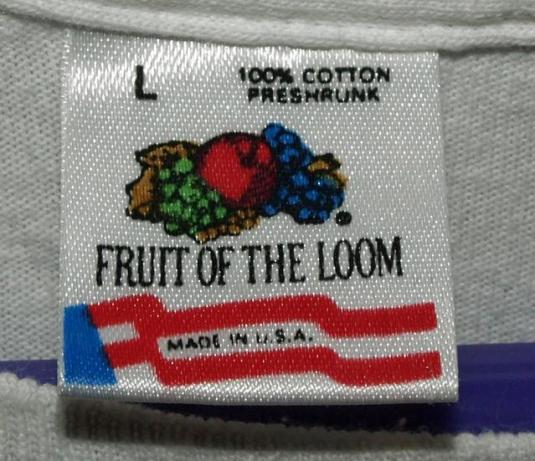 L
100% COTTON
PRESHRUNK
FRUIT OF THE LOOM
MADE IN U.S.A.